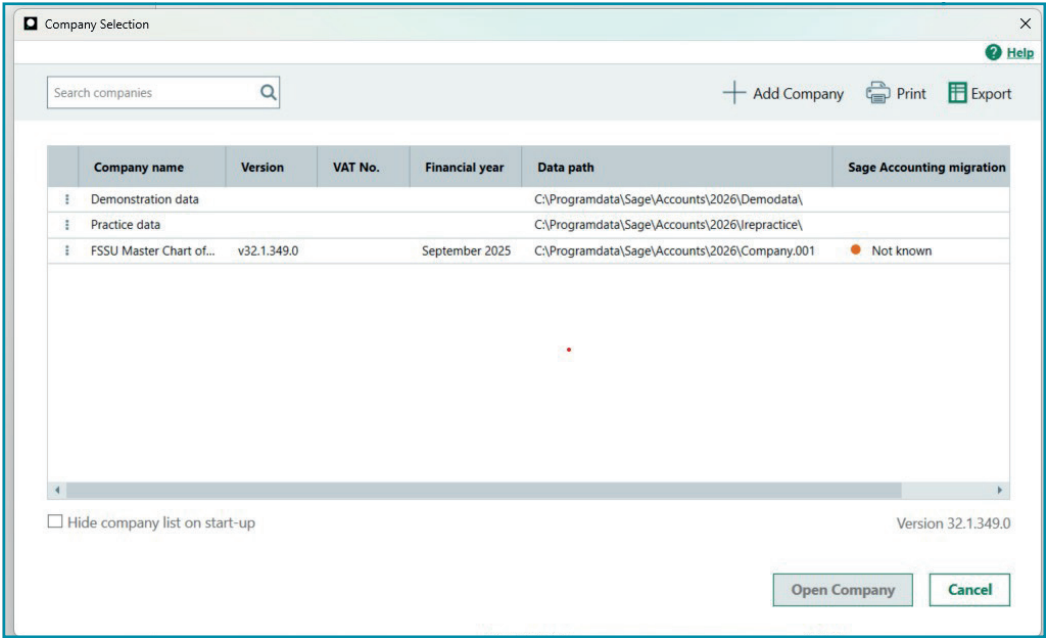 Company Selection
Help
Search companies
Add Company Print Export
Company name Version VAT No. Financial year Data path Sage Accounting migration
Demonstration data C:\Programdata\Sage\Accounts\2026\Demodata\
Practice data C:\Programdata\Sage\Accounts\2026\Irepractice\
FSSU Master Chart of... v32.1.349.0 September 2025 C:\Programdata\Sage\Accounts\2026\Company.001 Not known
Hide company list on start-up Version 32.1.349.0
Open Company Cancel